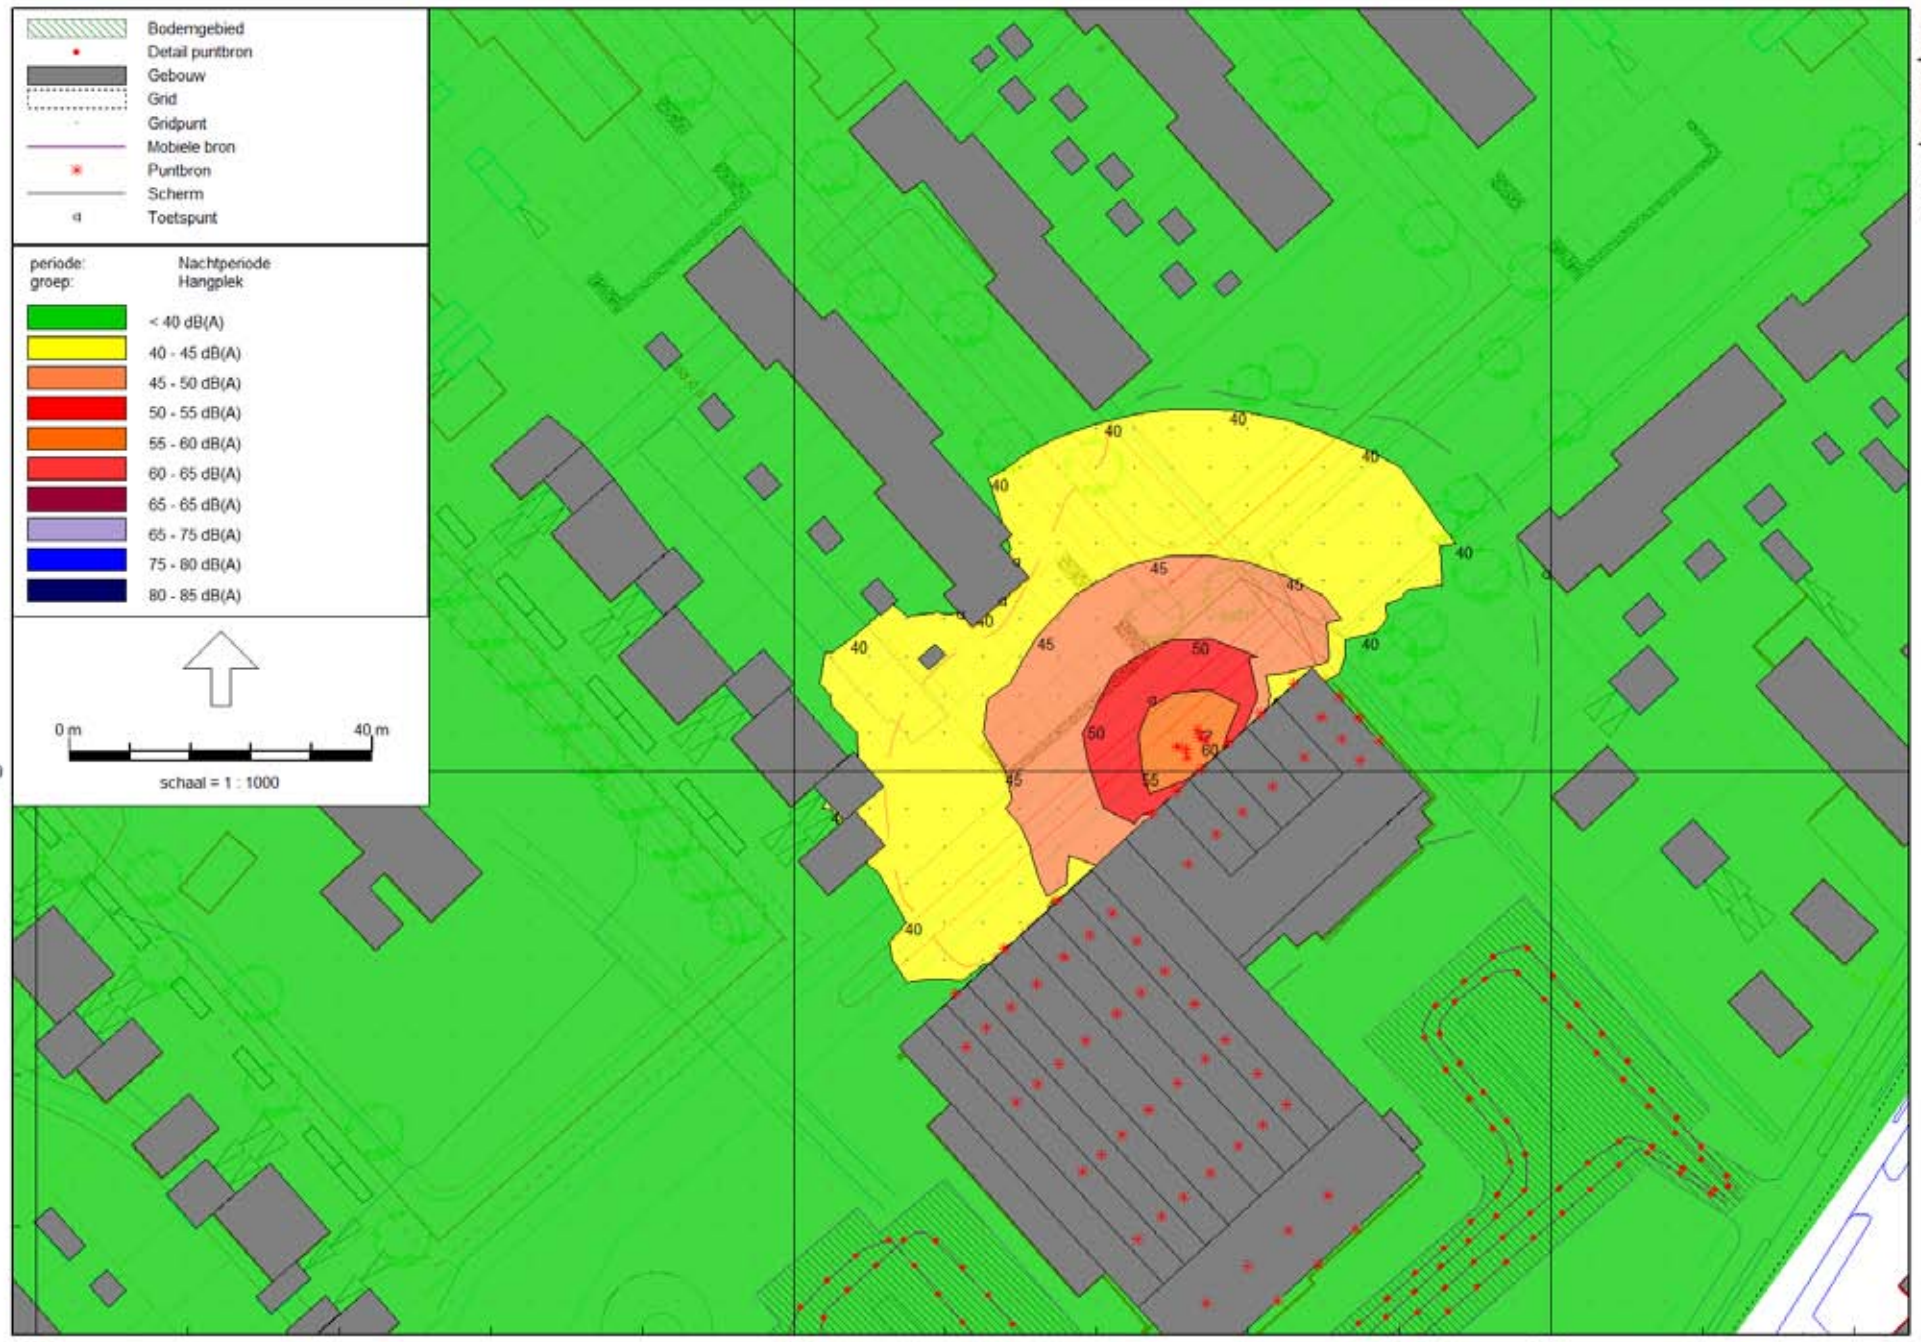 Bodemgebied
Detail puntbron
Gebouw
Grid
Gridpunt
Mobiele bron
Puntbron
Scherm
Toetspunt
periode: Nachtperiode
groep: Hangplek
< 40 dB(A)
40 - 45 dB(A)
45 - 50 dB(A)
50 - 55 dB(A)
55 - 60 dB(A)
60 - 65 dB(A)
65 - 65 dB(A)
65 - 75 dB(A)
75 - 80 dB(A)
80 - 85 dB(A)
0 m 40 m
schaal = 1 : 1000
40
40
40
40
40
45
45
40
45
40
40
50
50
60
45
55
40